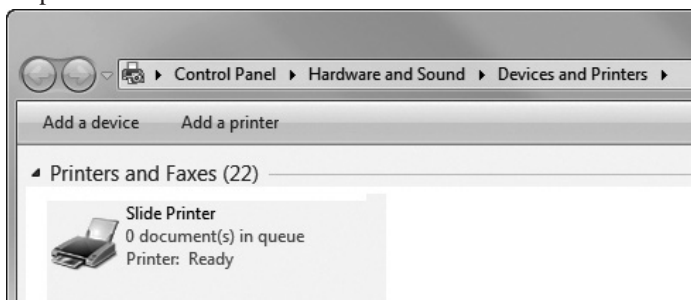 Control Panel ▸ Hardware and Sound ▸ Devices and Printers ▸
Add a device Add a printer
Printers and Faxes (22)
Slide Printer
0 document(s) in queue
Printer: Ready